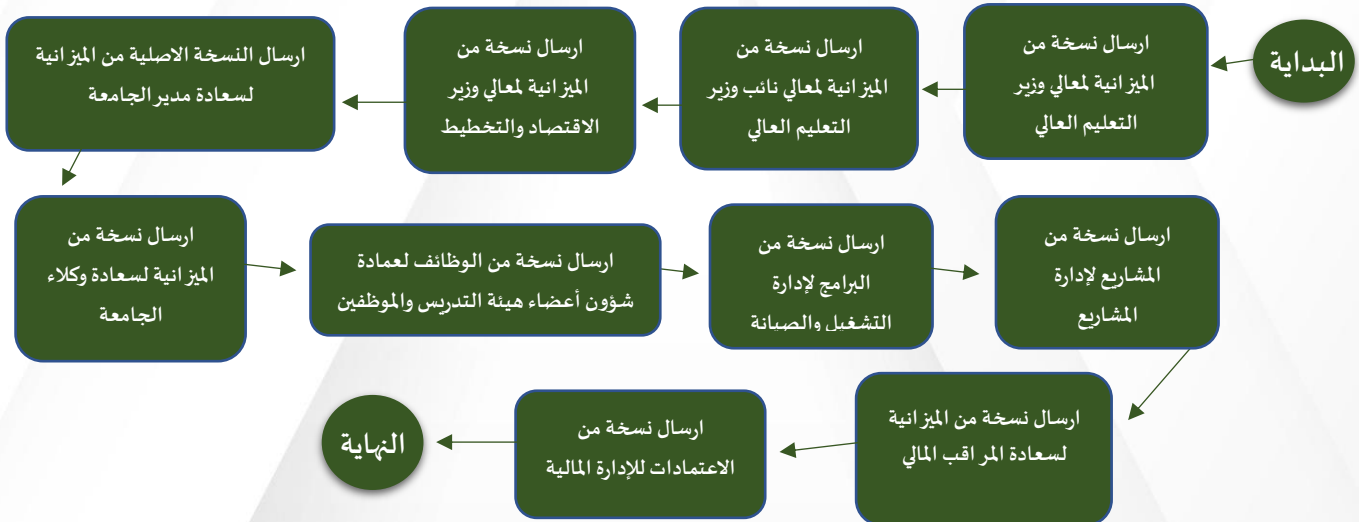 البداية
ارسال نسخة من
الميزانية لمعالي وزير
التعليم العالي
ارسال نسخة من
الميزانية لمعالي نائب وزير
التعليم العالي
ارسال نسخة من
الميزانية لمعالي وزير
الاقتصاد والتخطيط
ارسال النسخة الاصلية من الميزانية
لسعادة مدير الجامعة
ارسال نسخة من
الميزانية لسعادة وكلاء
الجامعة
ارسال نسخة من الوظائف لعمادة
شؤون أعضاء هيئة التدريس والموظفين
ارسال نسخة من
البرامج لإدارة
التشغيل والصيانة
ارسال نسخة من
المشاريع لإدارة
المشاريع
ارسال نسخة من الميزانية
لسعادة المراقب المالي
ارسال نسخة من
الاعتمادات للإدارة المالية
النهاية